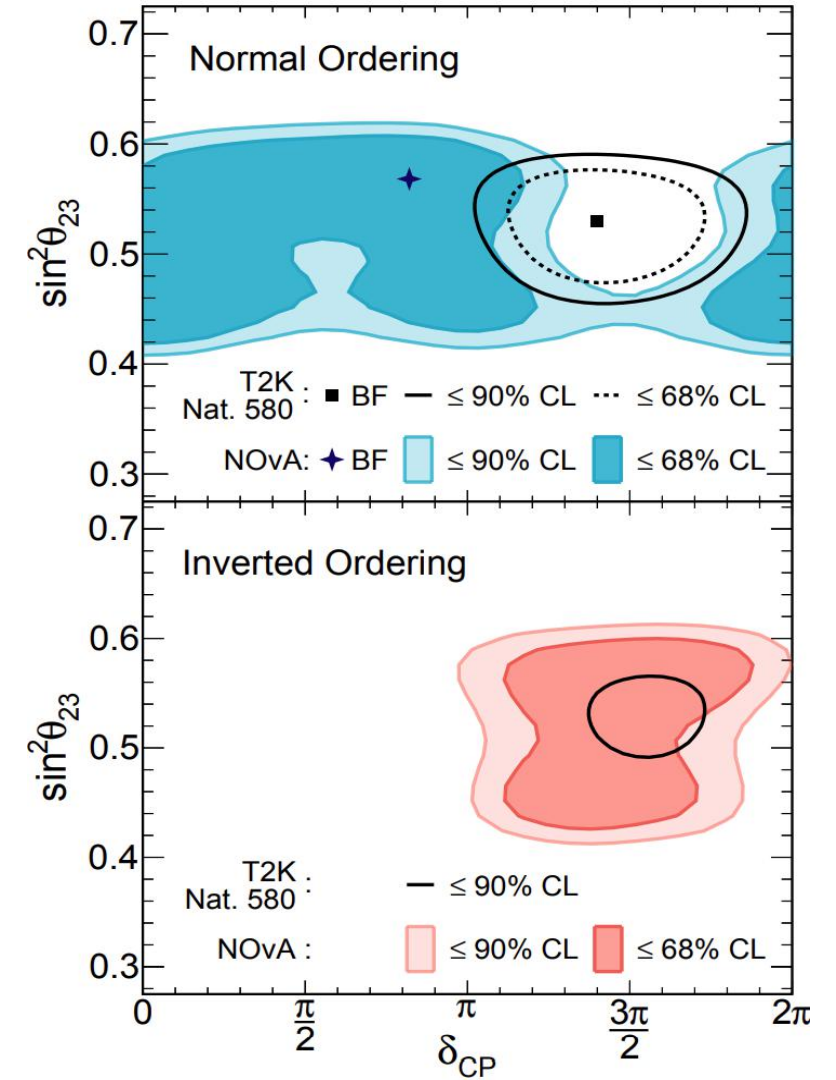 0.7
Normal Ordering
0.6
0.5
sin²θ₂₃
0.4
T2K
Nat. 580 : BF ≤ 90% CL ≤ 68% CL
NOvA: BF ≤ 90% CL ≤ 68% CL
0.3
0.7
Inverted Ordering
0.6
0.5
sin²θ₂₃
0.4
T2K
Nat. 580 : ≤ 90% CL
NOvA : ≤ 90% CL ≤ 68% CL
0.3
0 π/2 π 3π/2 2π
δ_CP